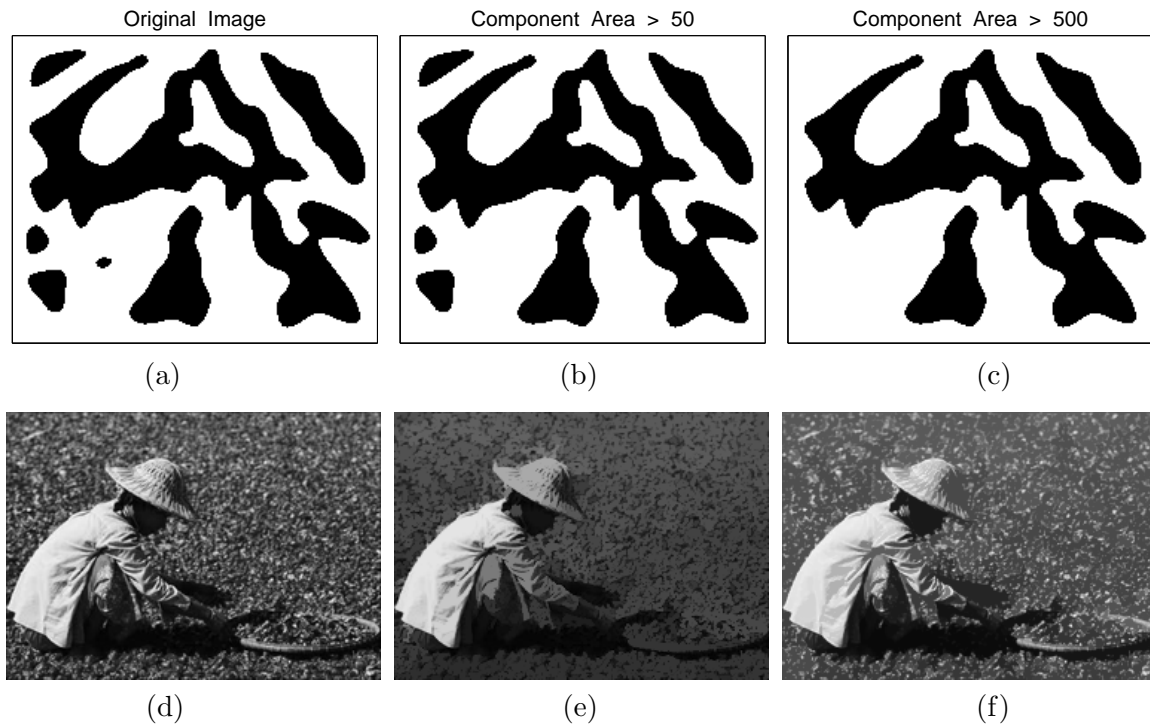 Original Image
Component Area > 50
Component Area > 500
(a)
(b)
(c)
(d)
(e)
(f)